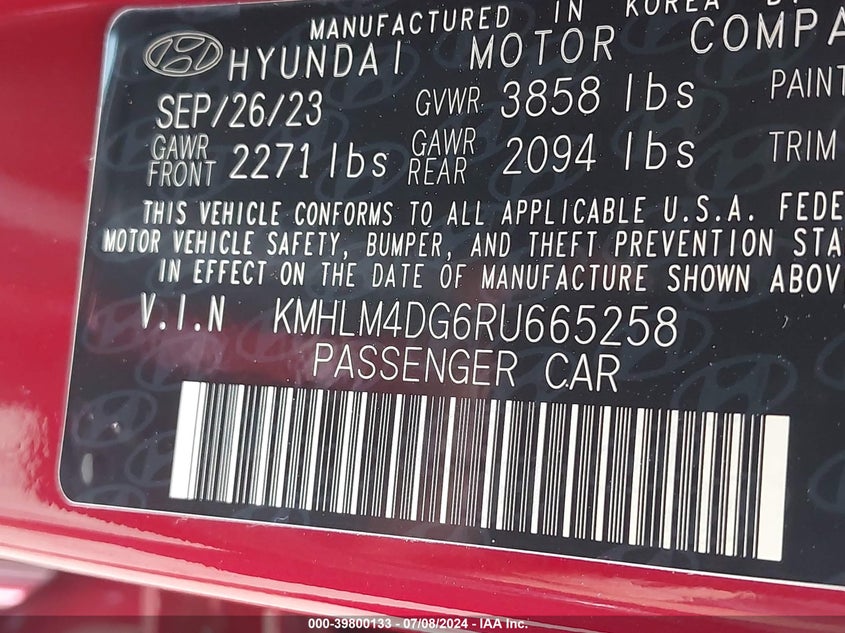 MANUFACTURED IN KOREA BY
HYUNDAI MOTOR COMPA
SEP/26/23 GVWR 3858 lbs PAINT
GAWR FRONT 2271 lbs GAWR REAR 2094 lbs TRIM
THIS VEHICLE CONFORMS TO ALL APPLICABLE U.S.A. FEDE
MOTOR VEHICLE SAFETY, BUMPER, AND THEFT PREVENTION STA
IN EFFECT ON THE DATE OF MANUFACTURE SHOWN ABOV
V.I.N KMHLM4DG6RU665258
PASSENGER CAR
000-39800133 - 07/08/2024 - IAA Inc.